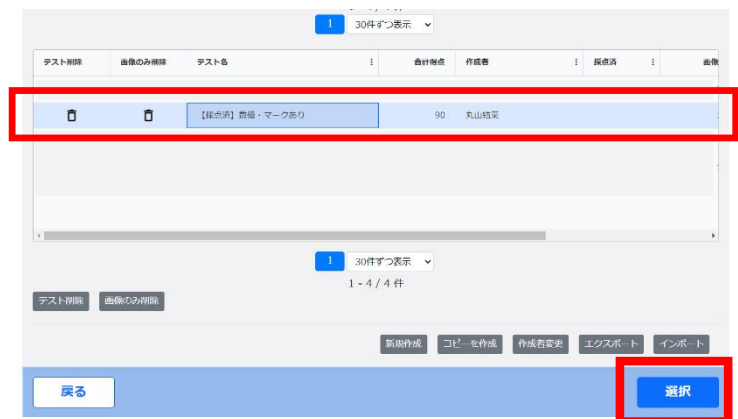 1 30件ずつ表示
テスト削除 画像のみ削除 テスト名 合計得点 作成者 採点済 画像
【採点済】数値・マークあり 90 丸山結菜
1 30件ずつ表示
1 - 4 / 4 件
テスト削除 画像のみ削除
新規作成 コピーを作成 作成者変更 エクスポート インポート
戻る 選択